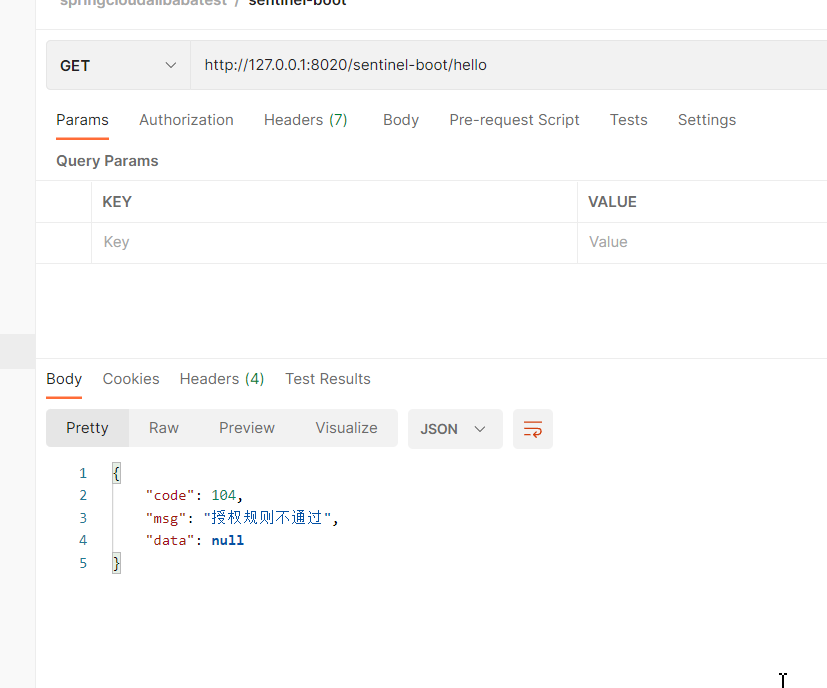 springcloudalibabatest / sentinel-boot
GET http://127.0.0.1:8020/sentinel-boot/hello
Params Authorization Headers (7) Body Pre-request Script Tests Settings
Query Params
KEY VALUE
Key Value
Body Cookies Headers (4) Test Results
Pretty Raw Preview Visualize JSON
1 {
2 "code": 104,
3 "msg": "授权规则不通过",
4 "data": null
5 }